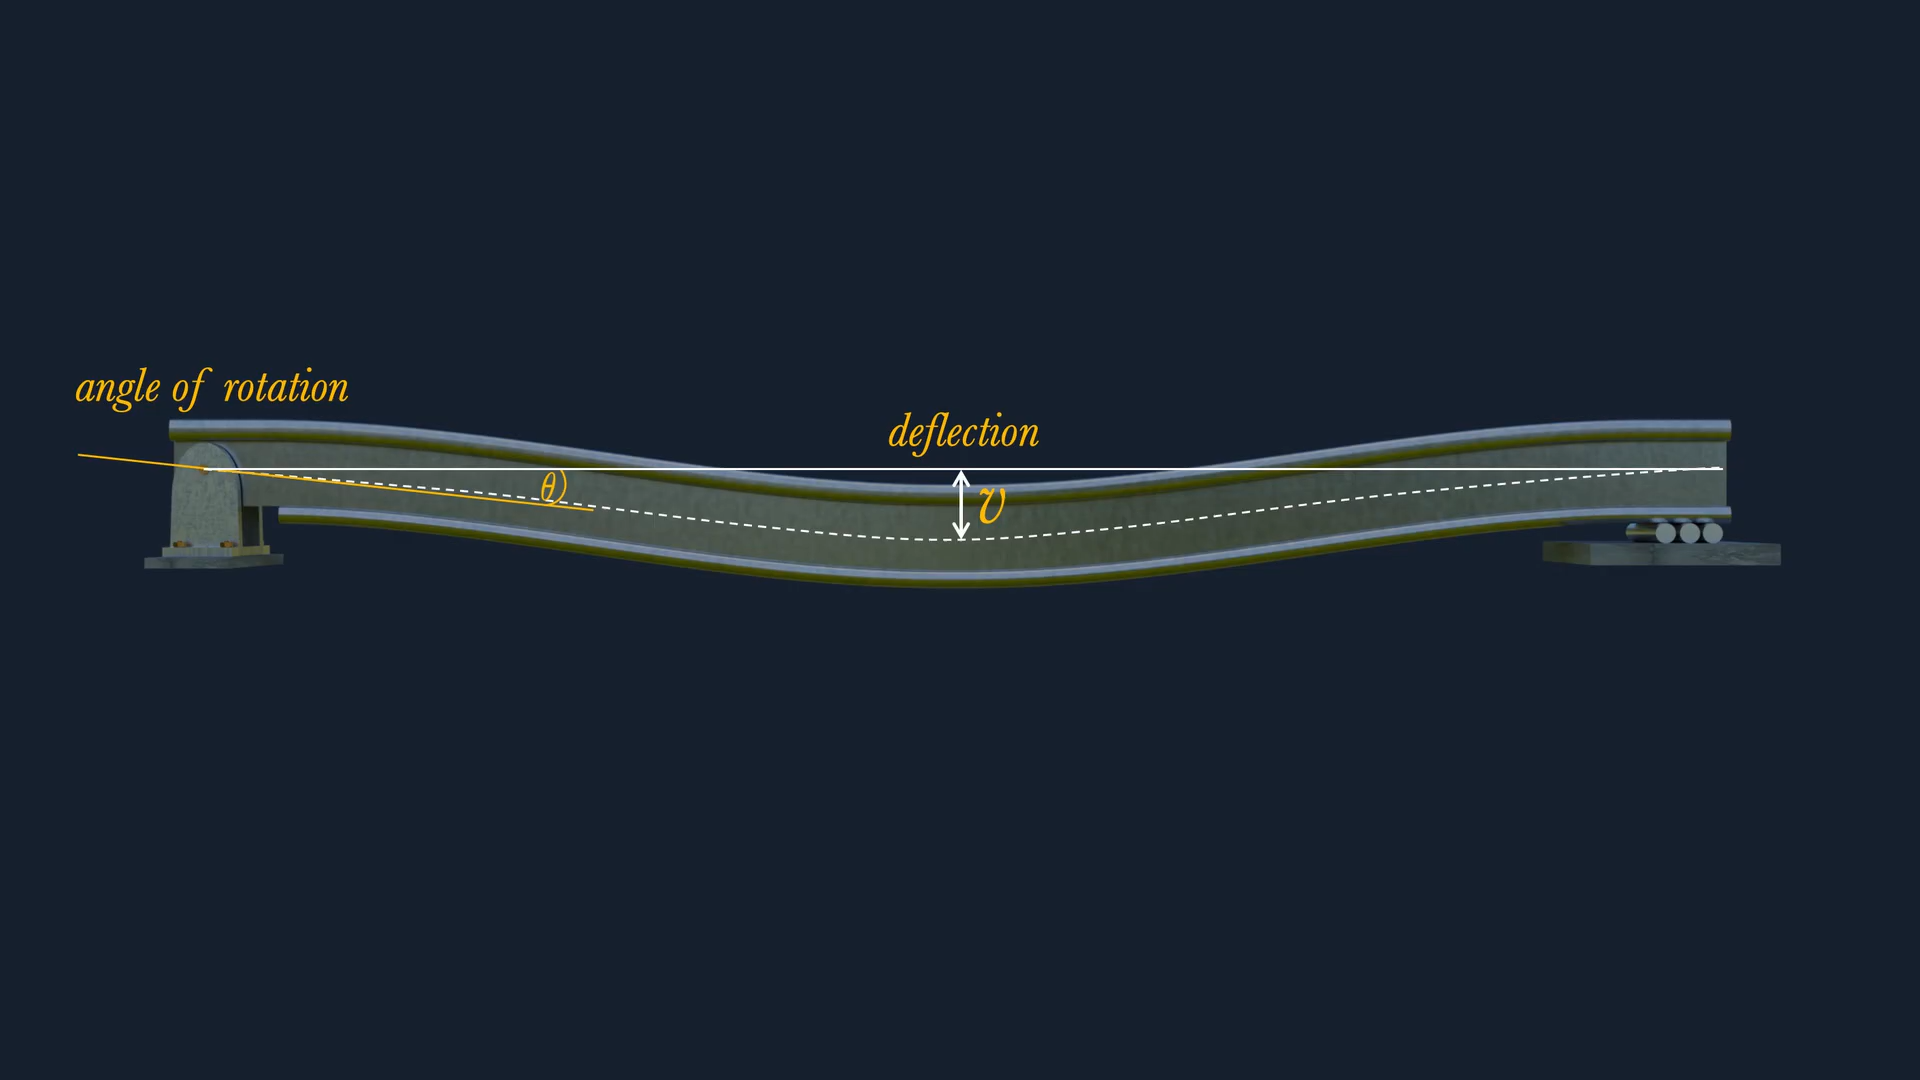 angle of rotation
deflection
θ
v